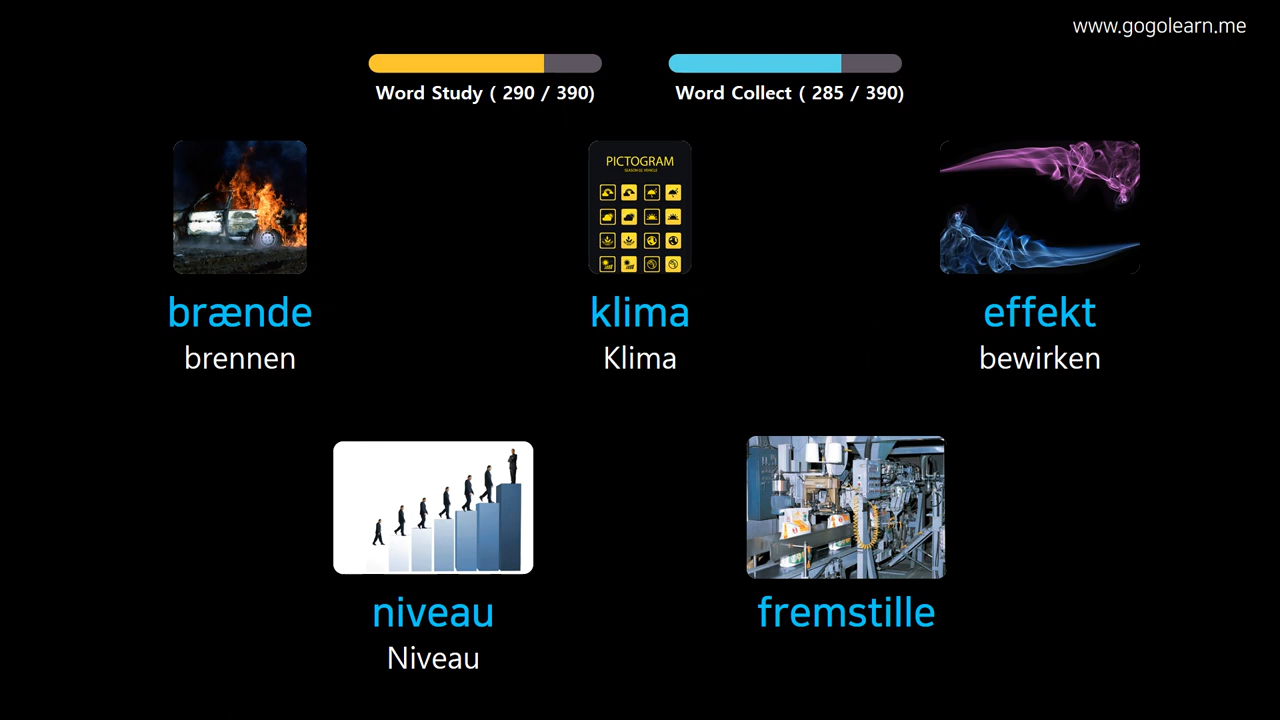 www.gogolearn.me
Word Study ( 290 / 390)
Word Collect ( 285 / 390)
PICTOGRAM
brænde
klima
effekt
brennen
Klima
bewirken
niveau
fremstille
Niveau